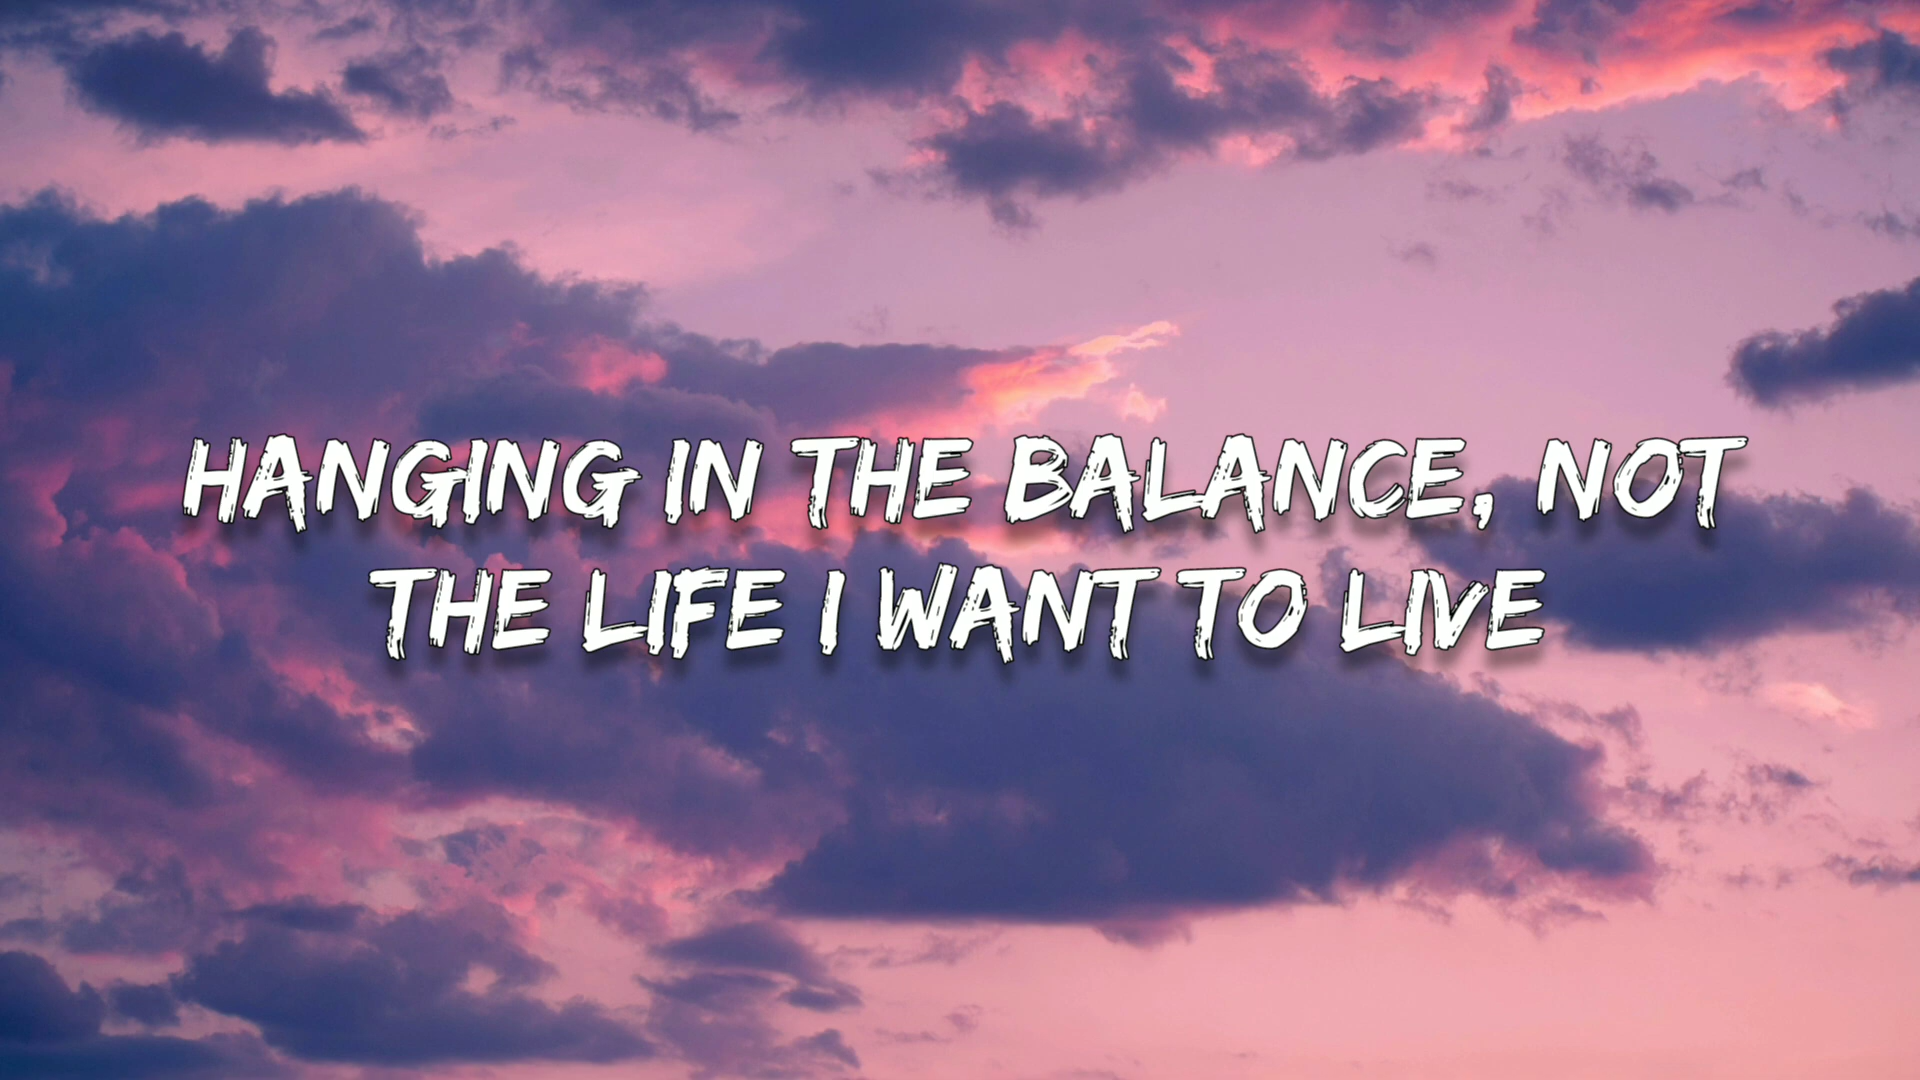 HANGING IN THE BALANCE, NOT
THE LIFE I WANT TO LIVE